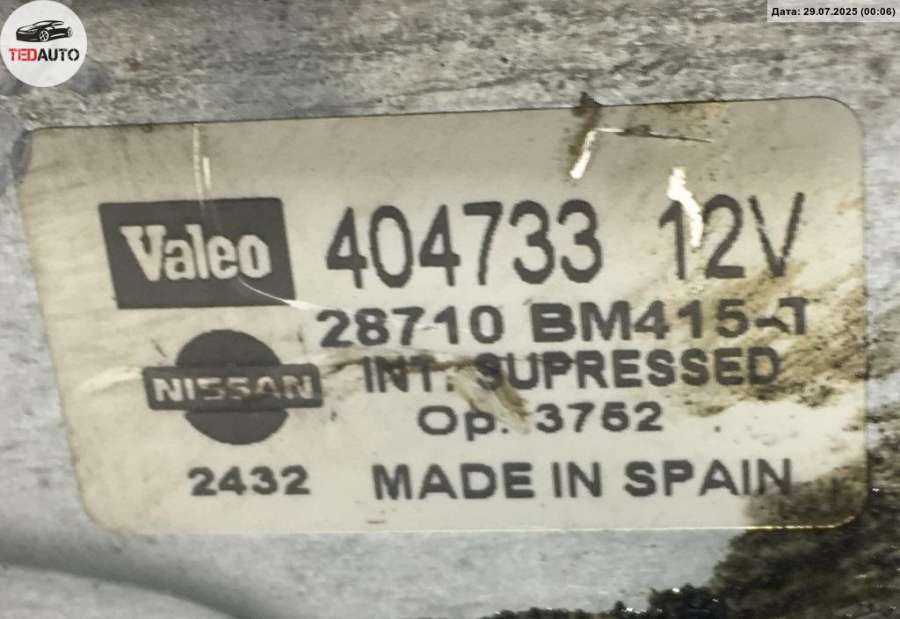 Дата: 29.07.2025 (00:06)
TEDAUTO
Valeo
404733 12V
28710 BM415-T
NISSAN
INT. SUPRESSED
Op. 3752
2432
MADE IN SPAIN